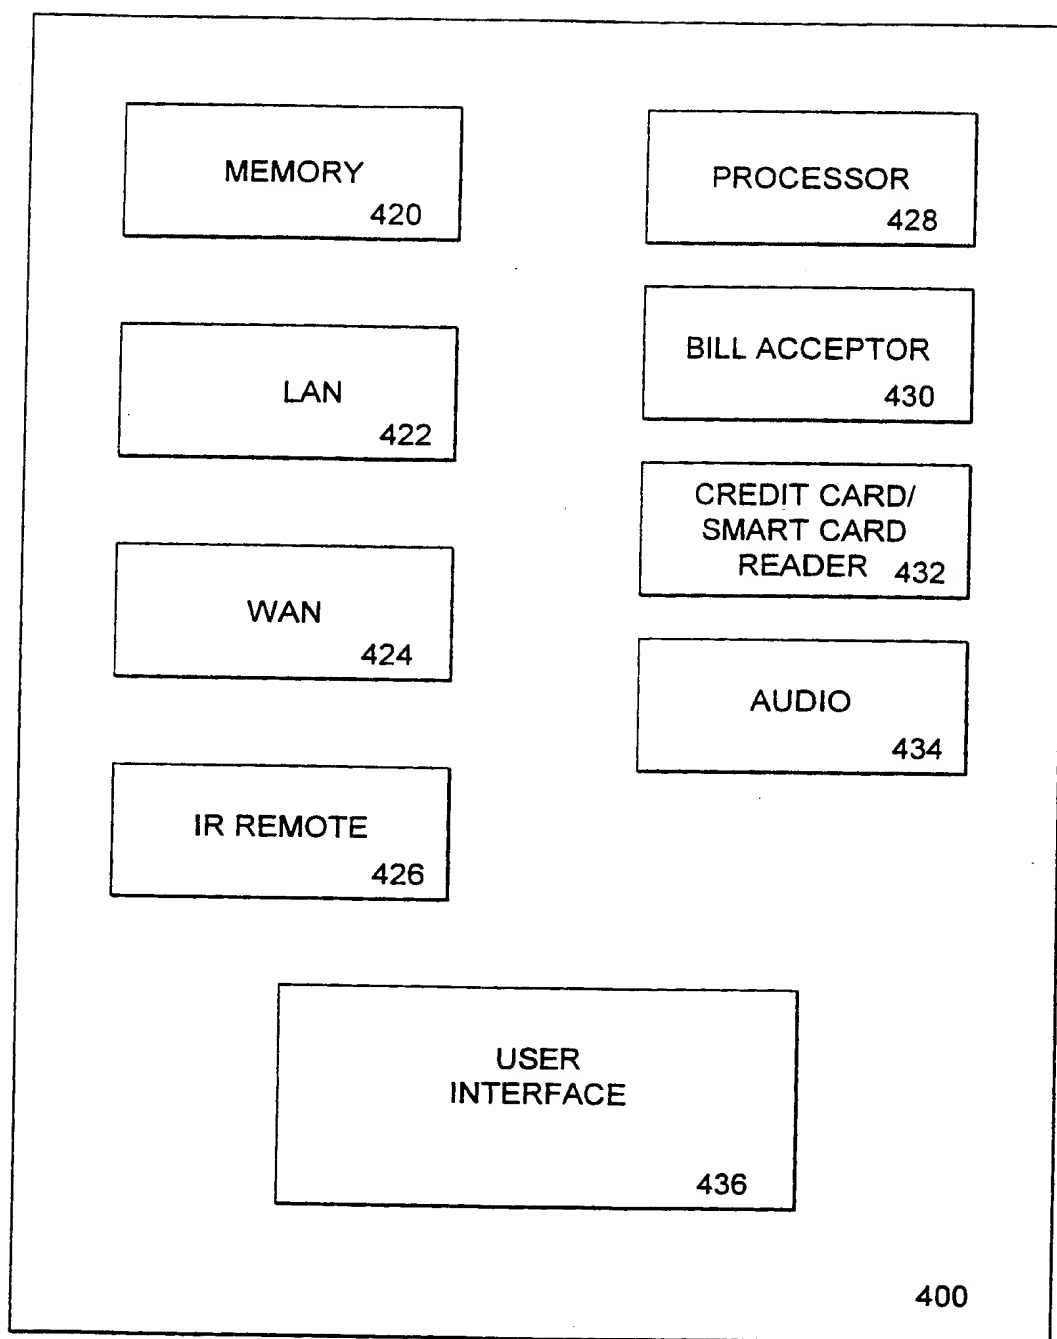 MEMORY
420
PROCESSOR
428
LAN
422
BILL ACCEPTOR
430
WAN
424
CREDIT CARD/
SMART CARD
READER 432
IR REMOTE
426
AUDIO
434
USER
INTERFACE
436
400